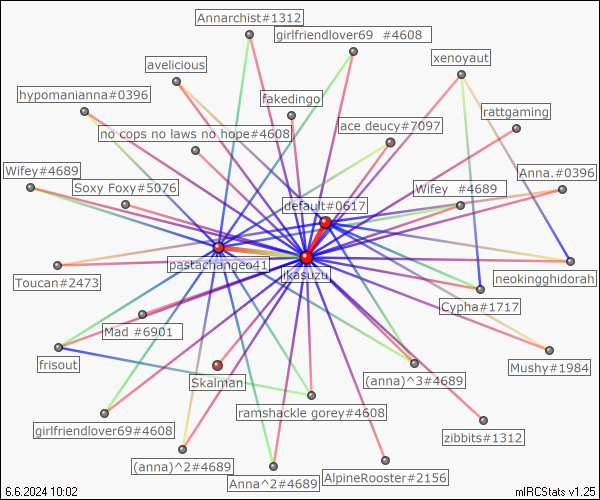 Annarchist#1312
girlfriendlover69 #4608
avelicious
xenoyaut
hypomanianna#0396
fakedingo
rattgaming
no cops no laws no hope#4608
ace deucy#7097
Wifey#4689
Soxy Foxy#5076
Anna.#0396
Wifey #4689
default#0617
pastachangeo41
ikasuzu
Toucan#2473
neokingghidorah
Cypha#1717
Mad #6901
frisout
Skalman
(anna)^3#4689
Mushy#1984
ramshackle gorey#4608
girlfriendlover69#4608
zibbits#1312
(anna)^2#4689
Anna^2#4689
AlpineRooster#2156
6.6.2024 10:02
mIRCStats v1.25